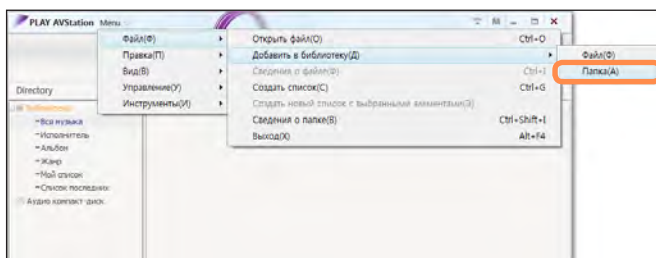 PLAY AVStation Menu
Файл(Ф)
Правка(П)
Вид(В)
Управление(У)
Инструменты(И)
Открыть файл(О) Ctrl+O
Добавить в библиотеку(Д)
Сведения о файле(Ф) Ctrl+I
Создать список(С) Ctrl+G
Создать новый список с выбранными элементами(Э)
Сведения о папке(В) Ctrl+Shift+I
Выход(X) Alt+F4
Файл(Ф)
Папка(А)
Directory
Библиотека
Вся музыка
Исполнитель
Альбом
Жанр
Мой список
Список последних
Аудио компакт-диск